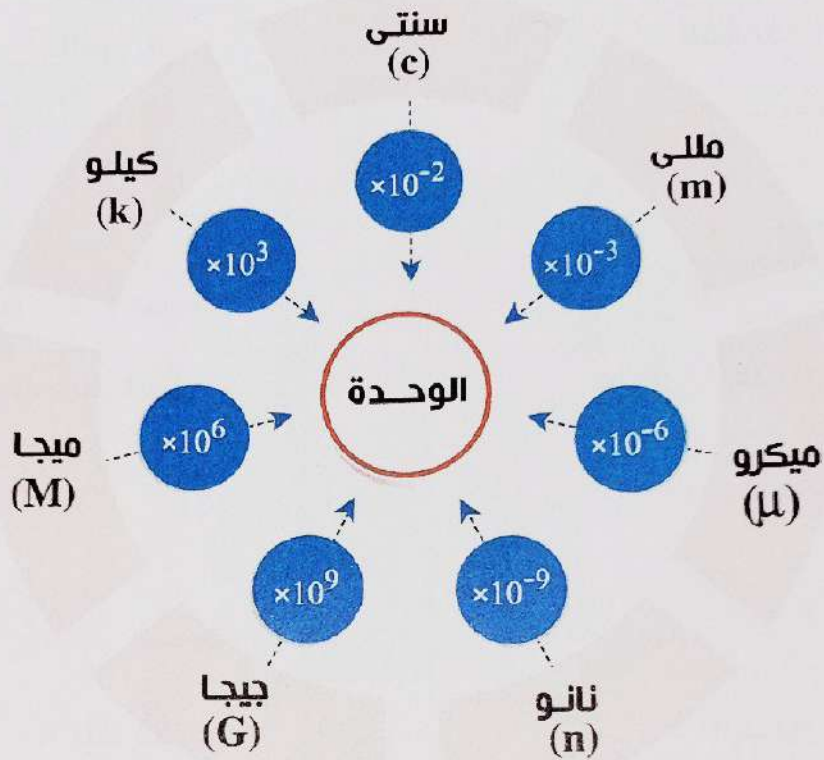 سنتى
(c)
×10⁻²
مللى
(m)
×10⁻³
كيلو
(k)
×10³
الوحدة
ميكرو
(μ)
×10⁻⁶
ميجا
(M)
×10⁶
نانو
(n)
×10⁻⁹
جيجا
(G)
×10⁹